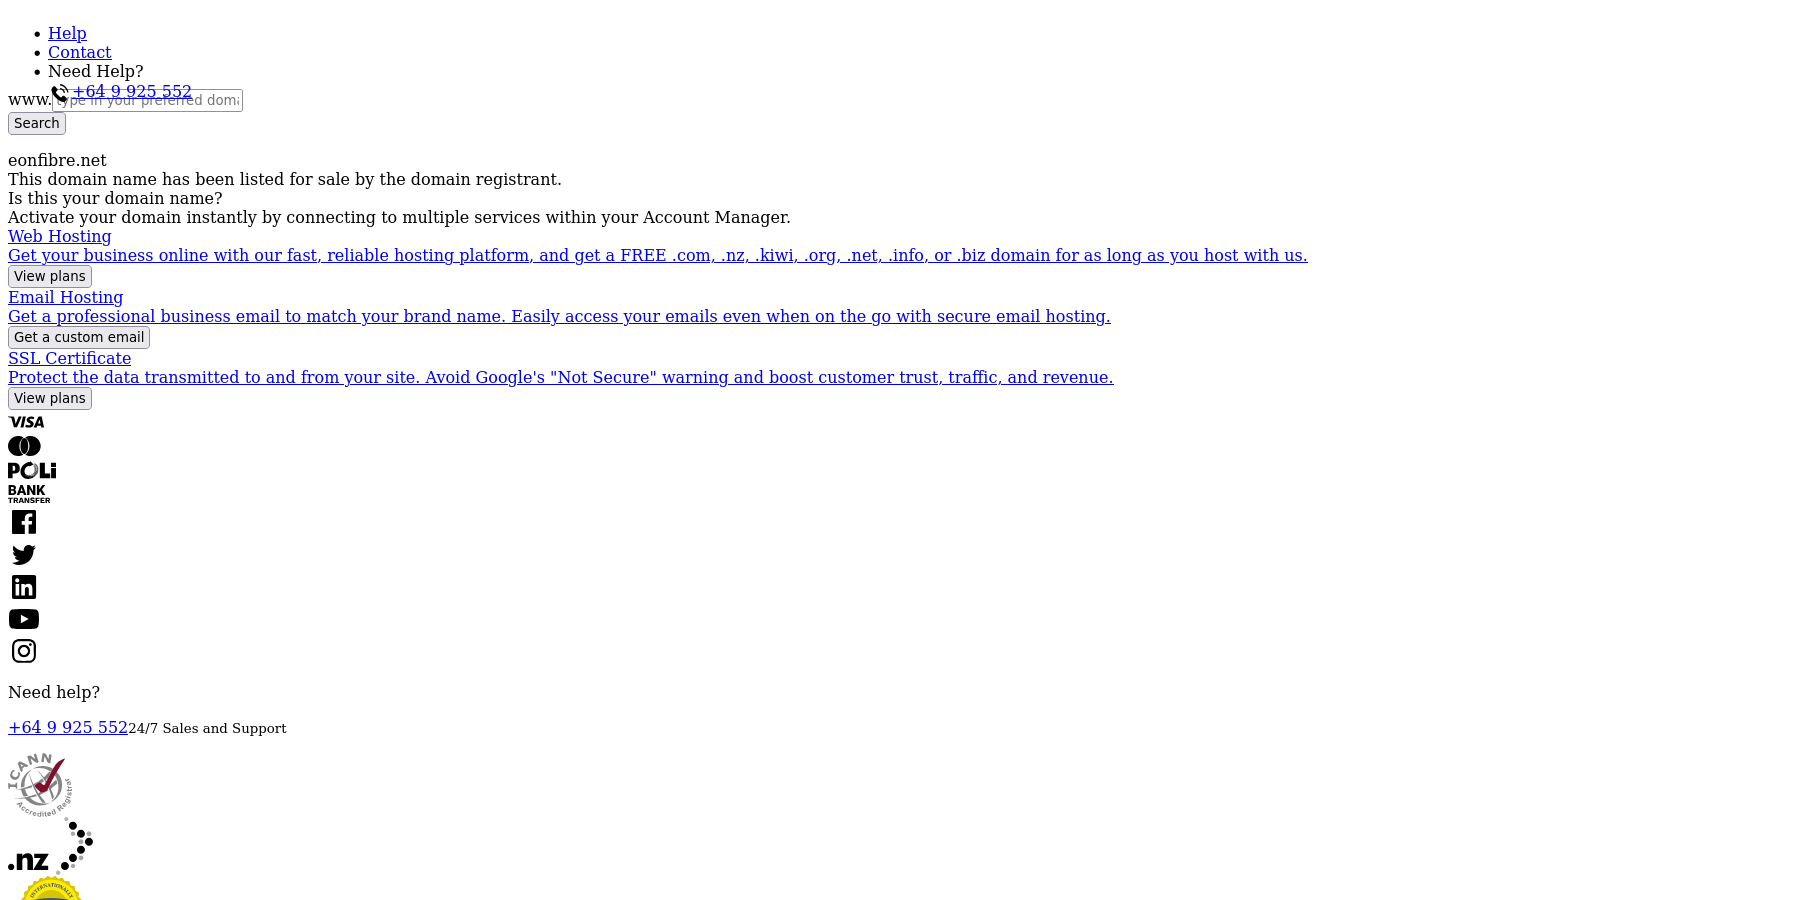 Help
Contact
Need Help?
+64 9 925 552
www.
type in your preferred doma
Search
eonfibre.net
This domain name has been listed for sale by the domain registrant.
Is this your domain name?
Activate your domain instantly by connecting to multiple services within your Account Manager.
Web Hosting
Get your business online with our fast, reliable hosting platform, and get a FREE .com, .nz, .kiwi, .org, .net, .info, or .biz domain for as long as you host with us.
View plans
Email Hosting
Get a professional business email to match your brand name. Easily access your emails even when on the go with secure email hosting.
Get a custom email
SSL Certificate
Protect the data transmitted to and from your site. Avoid Google's "Not Secure" warning and boost customer trust, traffic, and revenue.
View plans
VISA
POLi
BANK
TRANSFER
Need help?
+64 9 925 552 24/7 Sales and Support
ICANN
Accredited Registrar
.nz
INTERNATIONALLY